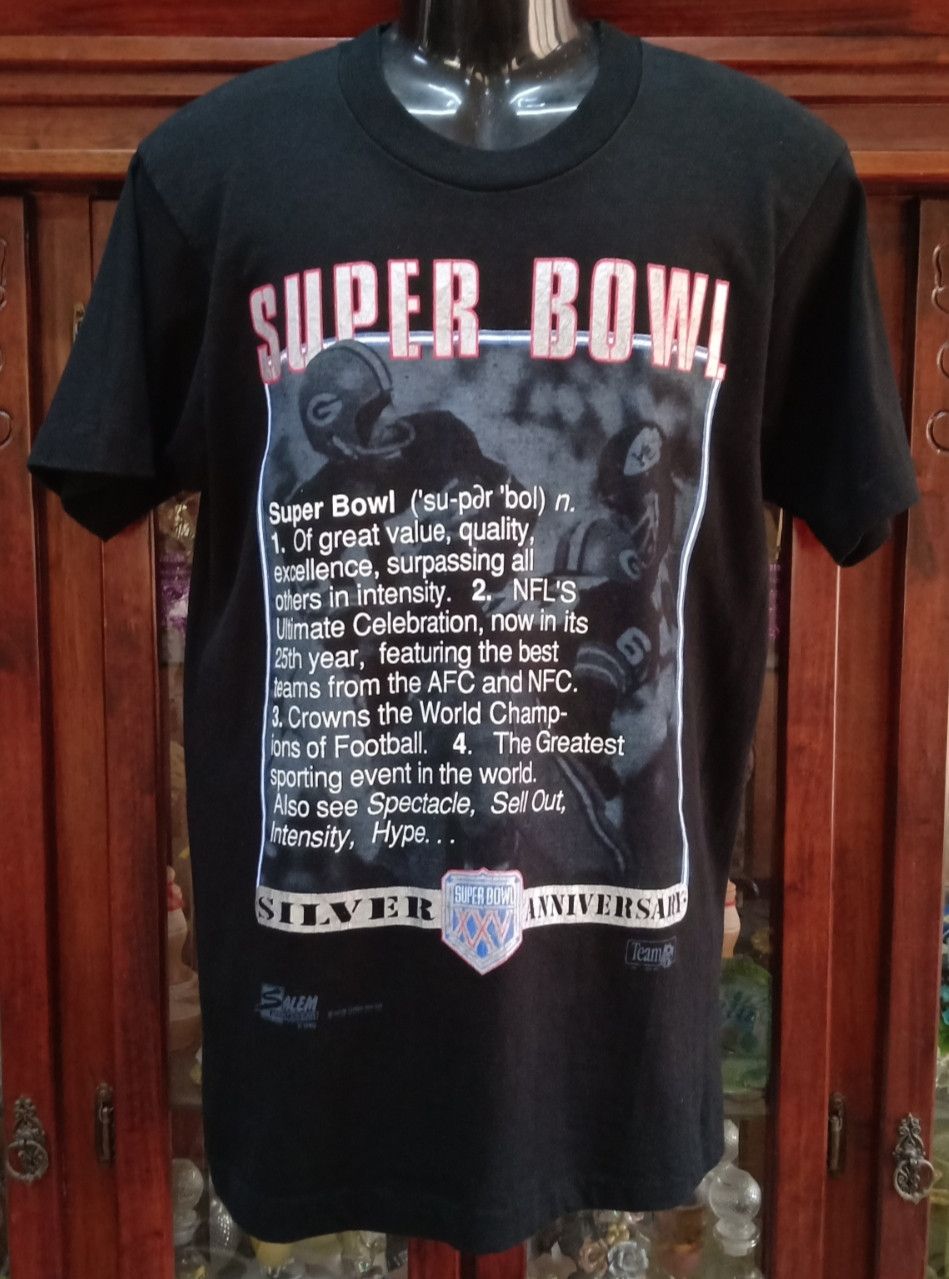 SUPER BOWL
G
Super Bowl ('su-pər 'bol) n.
1. Of great value, quality,
excellence, surpassing all
others in intensity. 2. NFL'S
Ultimate Celebration, now in its
25th year, featuring the best
teams from the AFC and NFC.
3. Crowns the World Champ-
ions of Football. 4. The Greatest
sporting event in the world.
Also see Spectacle, Sell Out,
Intensity, Hype...
SILVER ANNIVERSARY
SUPER BOWL
XXV
Team NFL
SALEM